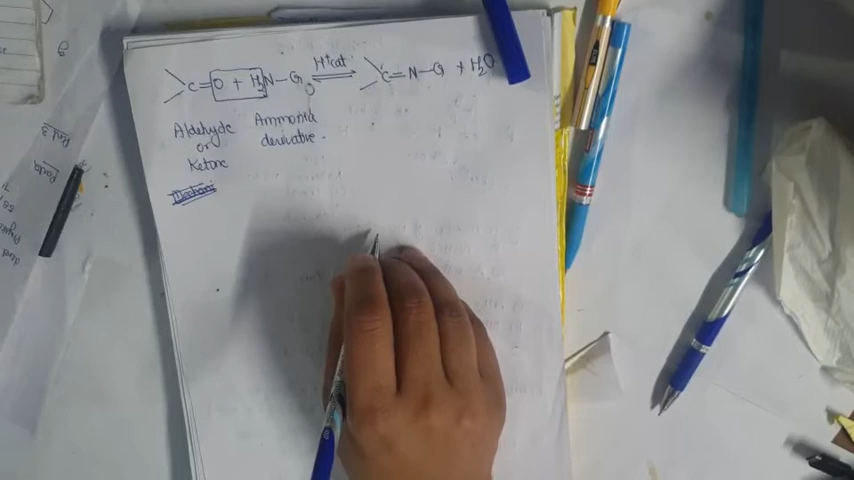 H⁺cat
C=O + H₂N-G ⇌ C=N-G + H₂O
Aldehyde Ammonia
or derivative.
Ketone